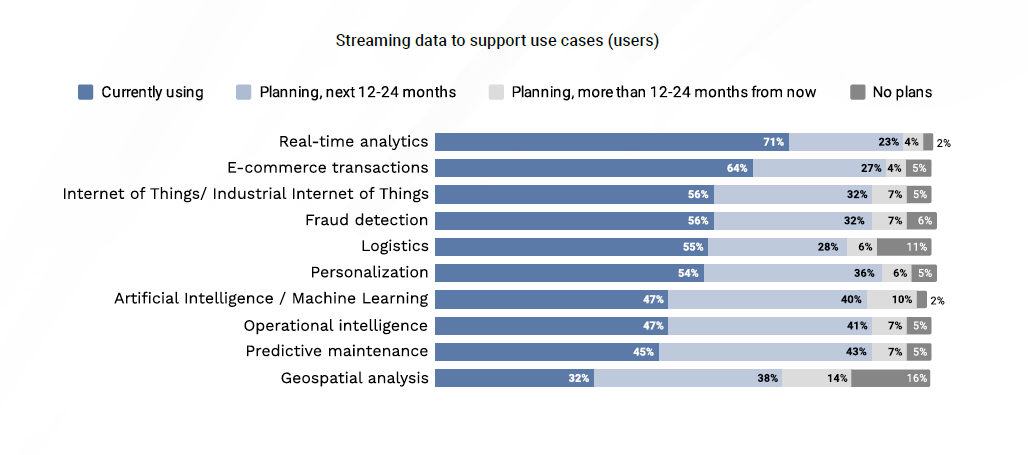 Streaming data to support use cases (users)
Currently using Planning, next 12-24 months Planning, more than 12-24 months from now No plans
Real-time analytics 71% 23% 4% 2%
E-commerce transactions 64% 27% 4% 5%
Internet of Things/ Industrial Internet of Things 56% 32% 7% 5%
Fraud detection 56% 32% 7% 6%
Logistics 55% 28% 6% 11%
Personalization 54% 36% 6% 5%
Artificial Intelligence / Machine Learning 47% 40% 10% 2%
Operational intelligence 47% 41% 7% 5%
Predictive maintenance 45% 43% 7% 5%
Geospatial analysis 32% 38% 14% 16%